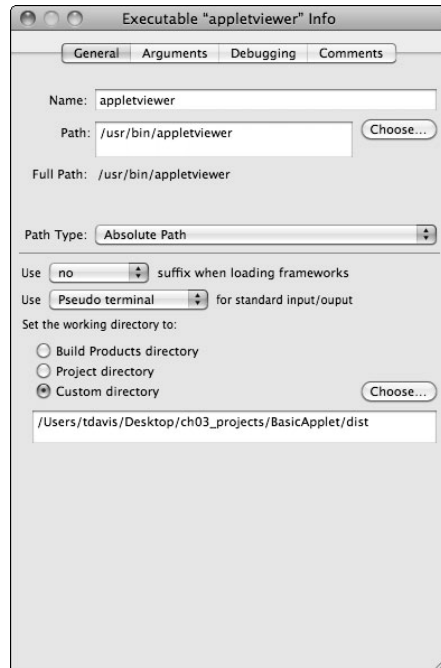 Executable “appletviewer” Info
General Arguments Debugging Comments
Name: appletviewer
Path: /usr/bin/appletviewer Choose...
Full Path: /usr/bin/appletviewer
Path Type: Absolute Path
Use no suffix when loading frameworks
Use Pseudo terminal for standard input/ouput
Set the working directory to:
Build Products directory
Project directory
Custom directory Choose...
/Users/tdavis/Desktop/ch03_projects/BasicApplet/dist